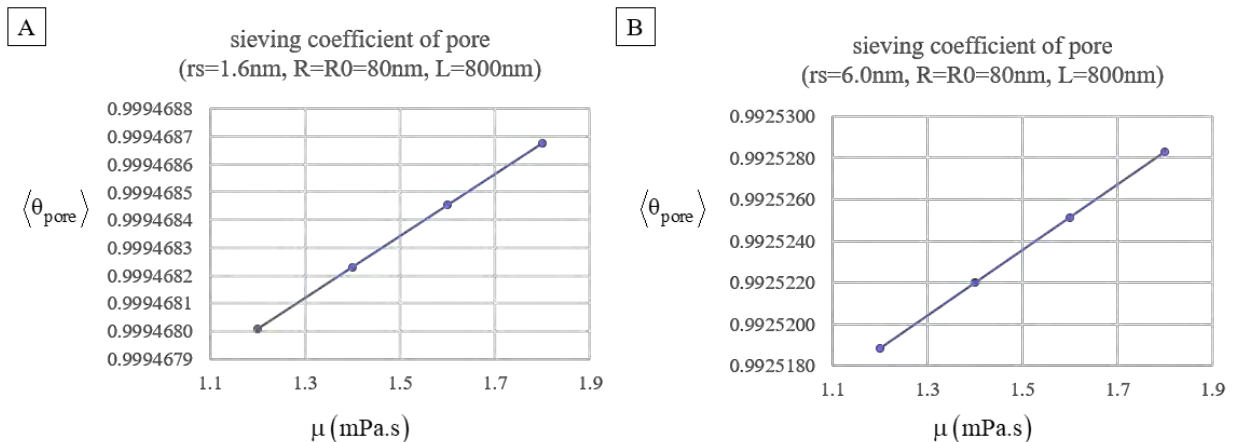 A
sieving coefficient of pore
(rs=1.6nm, R=R0=80nm, L=800nm)
0.9994688
0.9994687
0.9994686
0.9994685
0.9994684
0.9994683
0.9994682
0.9994681
0.9994680
0.9994679
⟨θpore⟩
1.1 1.3 1.5 1.7 1.9
μ (mPa.s)
B
sieving coefficient of pore
(rs=6.0nm, R=R0=80nm, L=800nm)
0.9925300
0.9925280
0.9925260
0.9925240
0.9925220
0.9925200
0.9925180
⟨θpore⟩
1.1 1.3 1.5 1.7 1.9
μ (mPa.s)